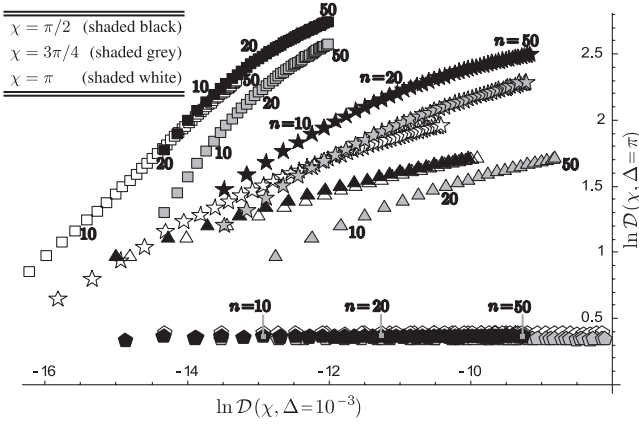 χ = π/2 (shaded black)
χ = 3π/4 (shaded grey)
χ = π (shaded white)
50
20
50
10
50
20
20
10
10
n=50
n=20
n=10
50
20
10
n=10
n=20
n=50
2.5
2
1.5
1
0.5
ln D(χ, Δ=π)
-16
-14
-12
-10
ln D(χ, Δ=10⁻³)